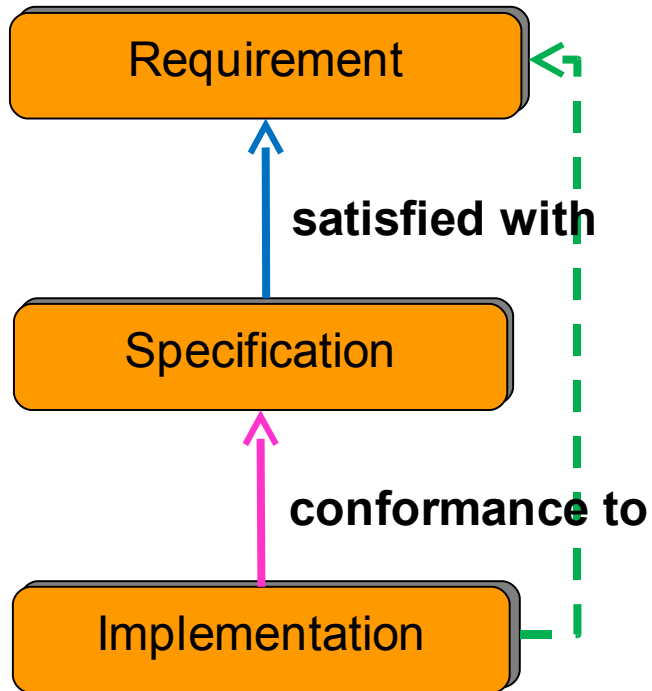 Requirement
satisfied with
Specification
conformance to
Implementation